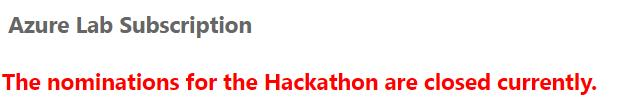 Azure Lab Subscription
The nominations for the Hackathon are closed currently.